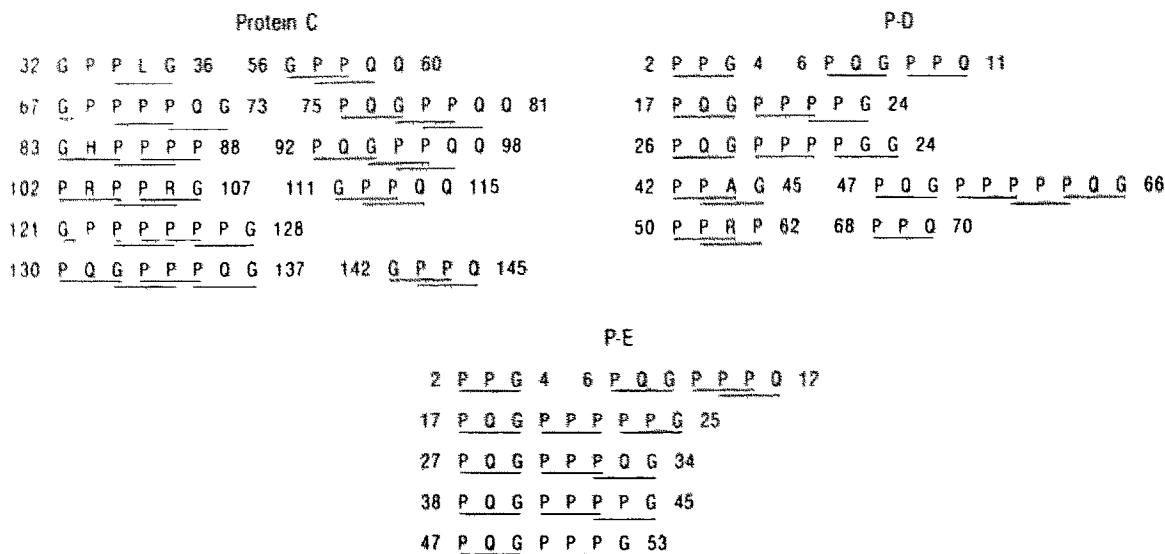 Protein C
32 G P P L G 36 56 G P P Q Q 60
67 G P P P P Q G 73 75 P Q G P P Q Q 81
83 G H P P P P 88 92 P Q G P P Q Q 98
102 P R P P R G 107 111 G P P Q Q 115
121 G P P P P P P G 128
130 P Q G P P P Q G 137 142 G P P Q 145
P-D
2 P P G 4 6 P Q G P P Q 11
17 P Q G P P P P G 24
26 P Q G P P P P G G 24
42 P P A G 45 47 P Q G P P P P P Q G 66
50 P P R P 62 68 P P Q 70
P-E
2 P P G 4 6 P Q G P P P Q 12
17 P Q G P P P P P G 25
27 P Q G P P P Q G 34
38 P Q G P P P P G 45
47 P Q G P P P G 53